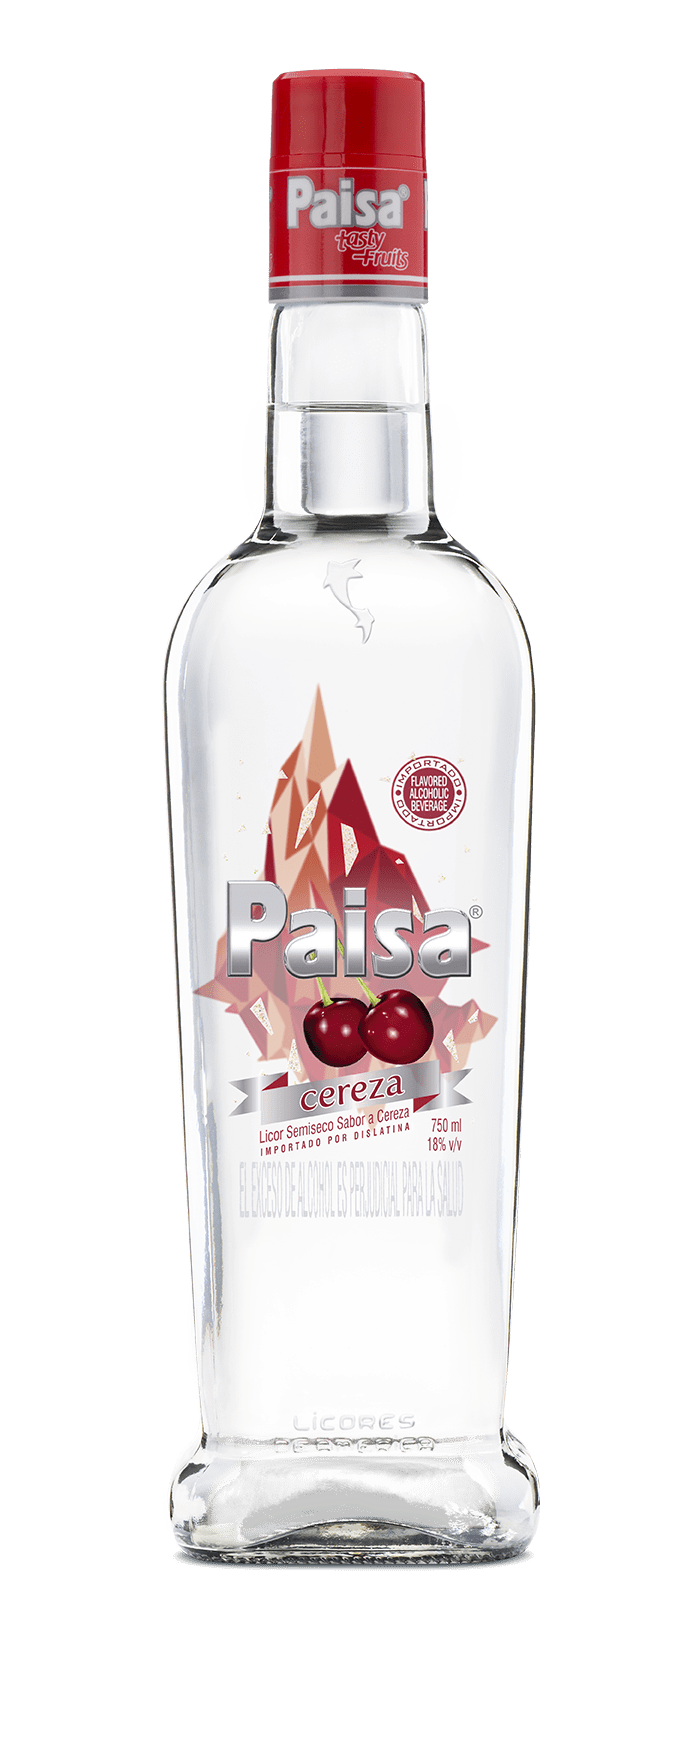 Paisa®
tasty
Fruits
IMPORTADO
FLAVORED
ALCOHOLIC
BEVERAGE
IMPORTADO
Paisa®
cereza
Licor Semiseco Sabor a Cereza
IMPORTADO POR DISLATINA
750 ml
18% v/v
EL EXCESO DE ALCOHOL ES PERJUDICIAL PARA LA SALUD
LICORES